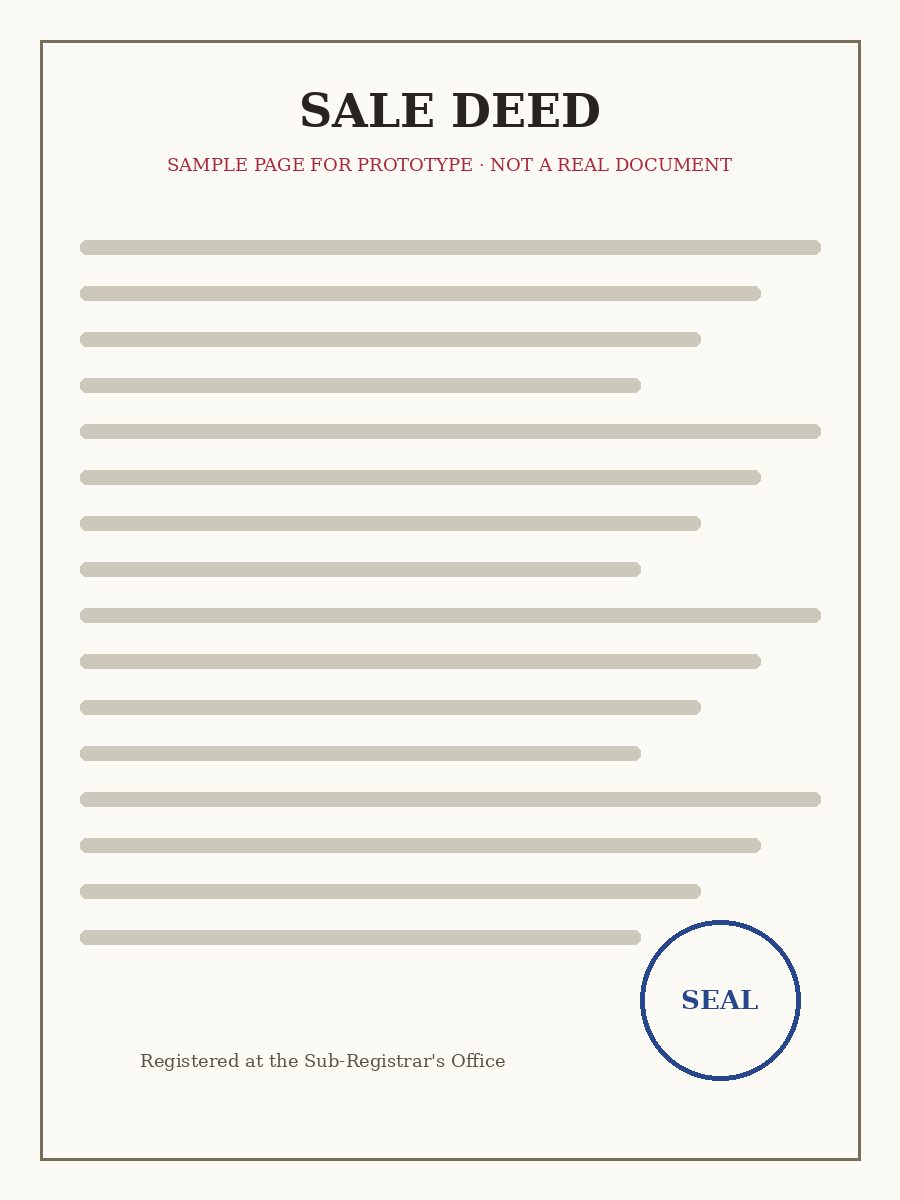 SALE DEED
SAMPLE PAGE FOR PROTOTYPE · NOT A REAL DOCUMENT
SEAL
Registered at the Sub-Registrar's Office